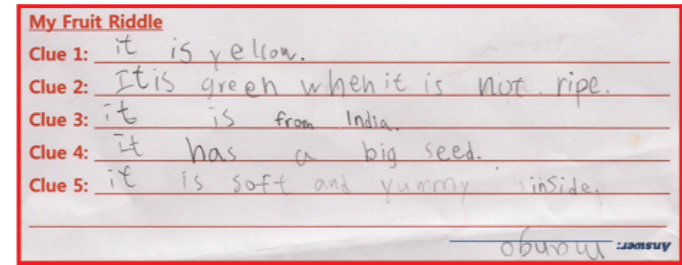 My Fruit Riddle
Clue 1: it is yellow.
Clue 2: It is green when it is not ripe.
Clue 3: it is from India.
Clue 4: It has a big seed.
Clue 5: it is soft and yummy inside.
Answer: mango